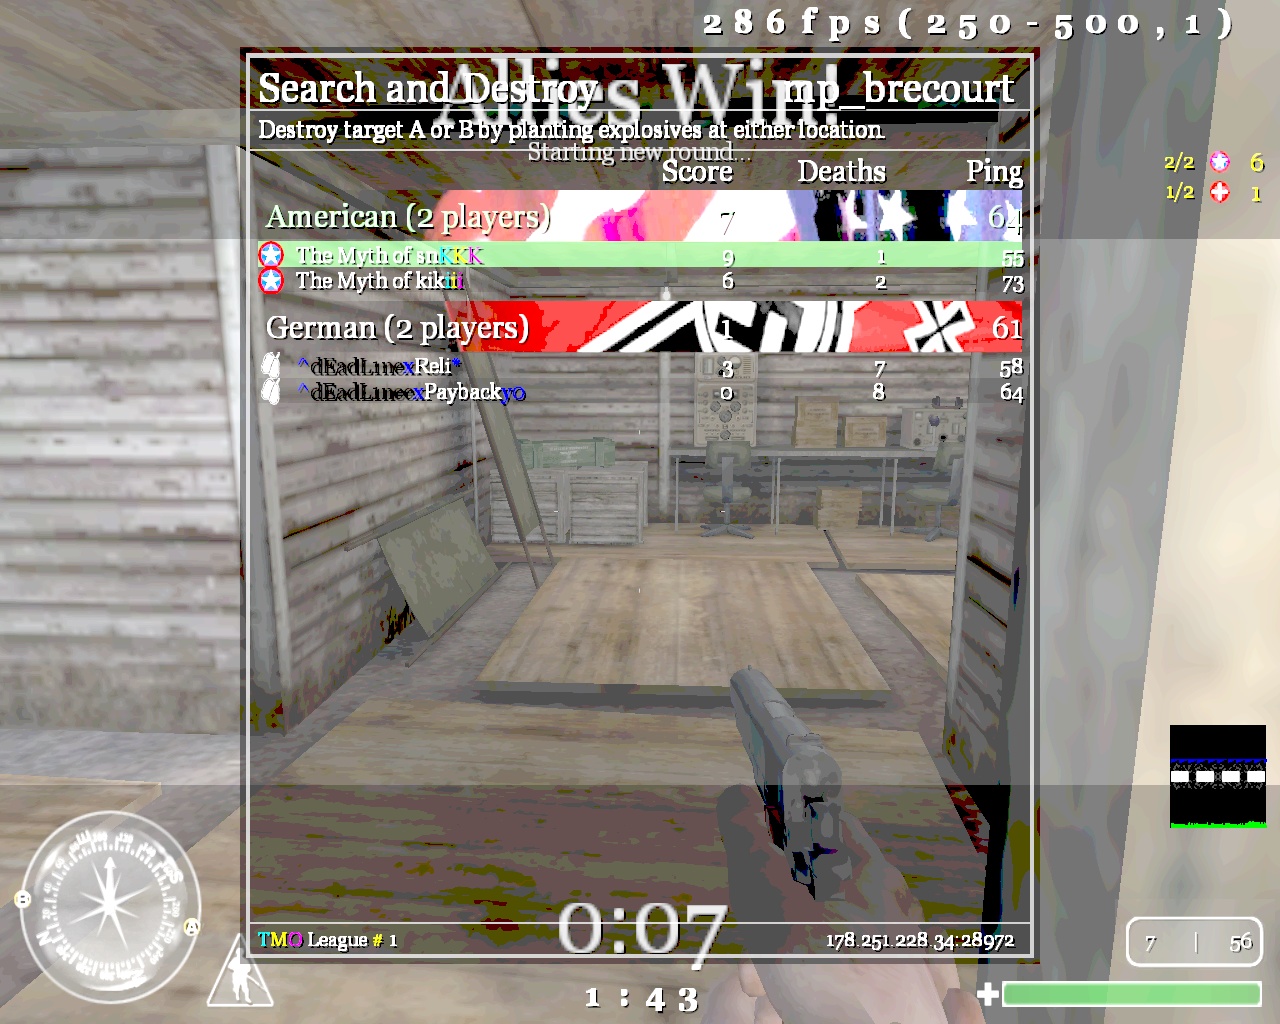 286fps(250-500,1)
Allies Win!
Search and Destroy mp_brecourt
Destroy target A or B by planting explosives at either location.
Starting new round...
Score Deaths Ping
2/2 6
1/2 1
American (2 players) 7 64
The Myth of snKKK 9 1 55
The Myth of kikiii 6 2 73
German (2 players) 1 61
^dEadL1nexReli* 3 7 58
^dEadL1neexPaybackyo 0 8 64
B
A
N
0:07
TMO League # 1 178.251.228.34:28972
7 | 56
1:43